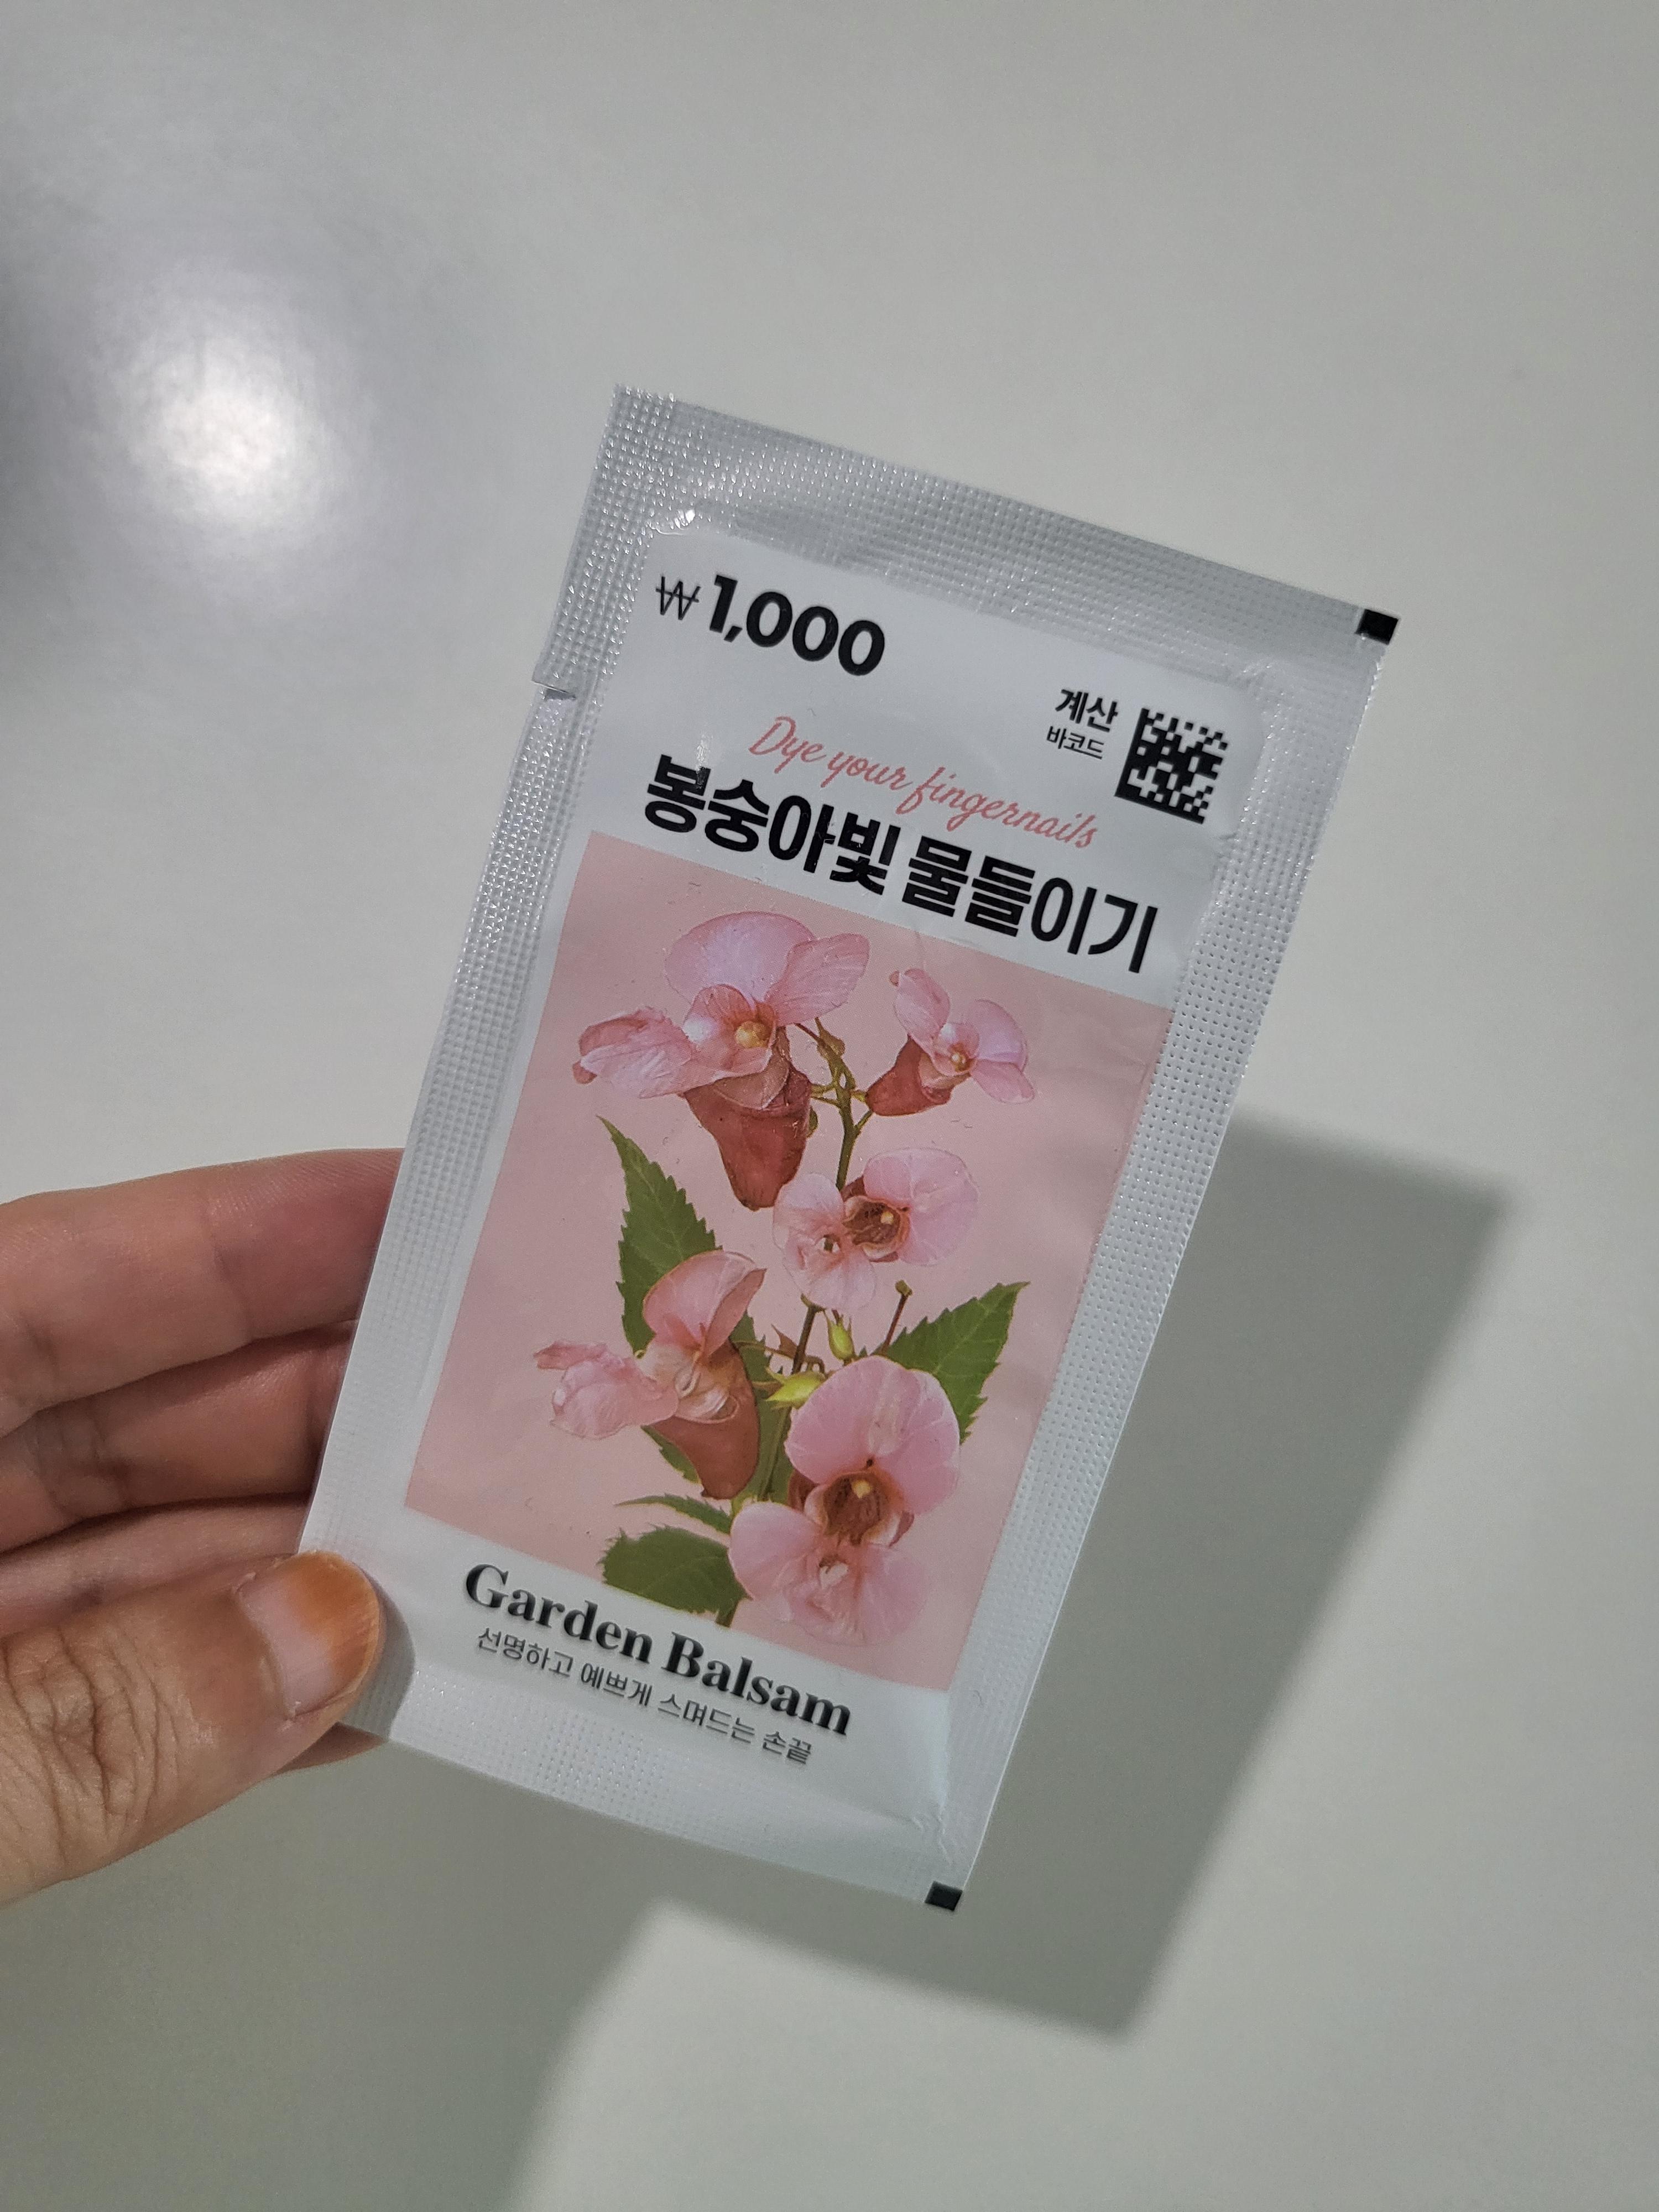 ₩1,000
계산
바코드
Dye your fingernails
봉숭아빛 물들이기
Garden Balsam
선명하고 예쁘게 스며드는 손끝